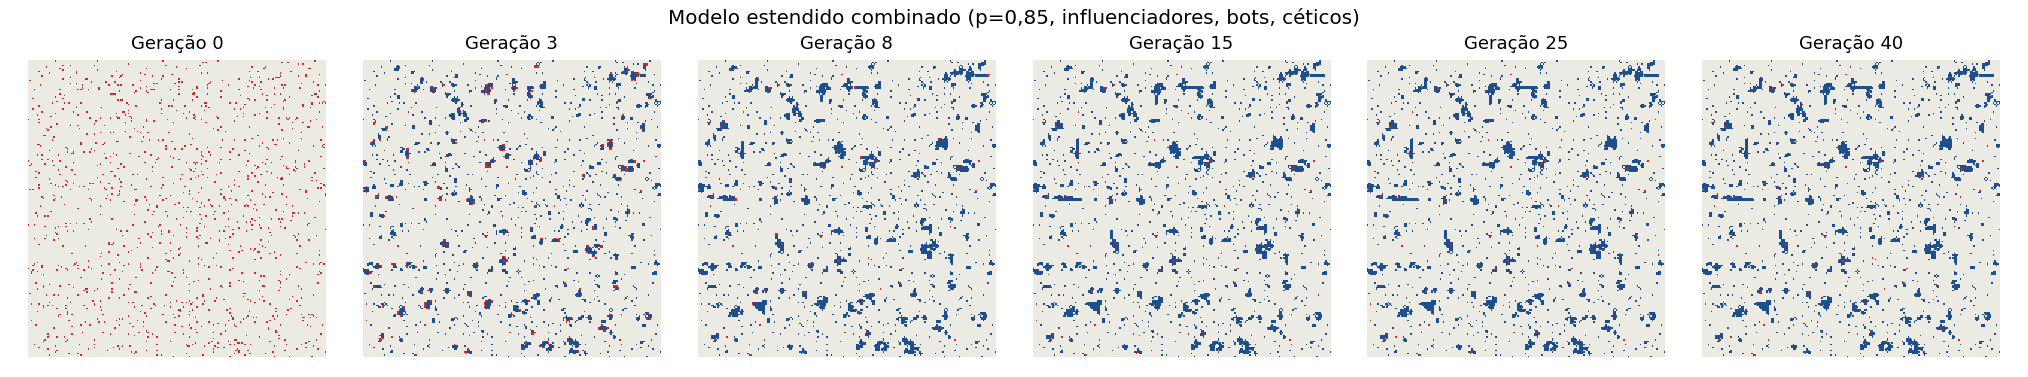 Modelo estendido combinado (p=0,85, influenciadores, bots, céticos)
Geração 0
Geração 3
Geração 8
Geração 15
Geração 25
Geração 40